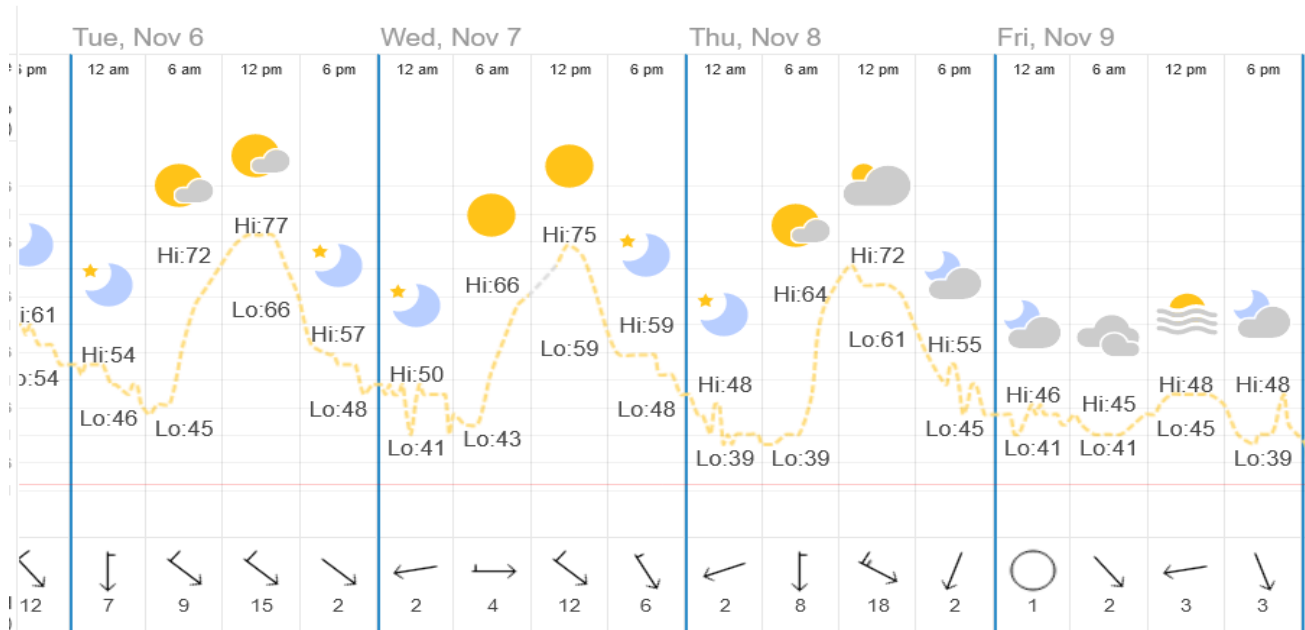 Tue, Nov 6 Wed, Nov 7 Thu, Nov 8 Fri, Nov 9
pm 12 am 6 am 12 pm 6 pm 12 am 6 am 12 pm 6 pm 12 am 6 am 12 pm 6 pm 12 am 6 am 12 pm 6 pm
Hi:77 Hi:75
Hi:72 Hi:72
Hi:66 Hi:64
i:61 Lo:66 Hi:59
Hi:57 Lo:59 Lo:61 Hi:55
Hi:54 Hi:50 Hi:48 Hi:46 Hi:45 Hi:48 Hi:48
:54 Lo:46 Lo:45 Lo:48 Lo:41 Lo:43 Lo:48 Lo:39 Lo:39 Lo:45 Lo:41 Lo:41 Lo:45 Lo:39
12 7 9 15 2 2 4 12 6 2 8 18 2 1 2 3 3